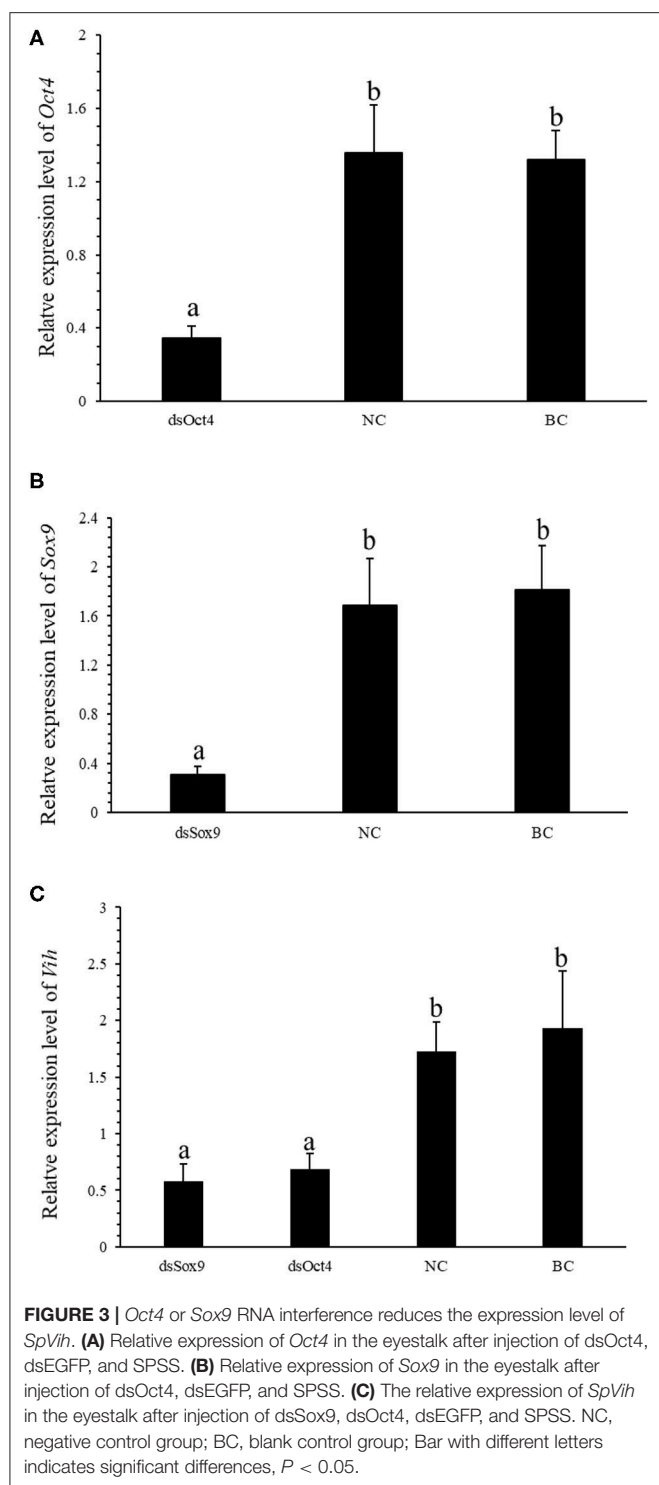 A
Relatve expression level of Oct4
2
1.6
1.2
0.8
0.4
0
a
b
b
dsOct4 NC BC
B
Relatve expression level of Sox9
2.4
2
1.6
1.2
0.8
0.4
0
a
b
b
dsSox9 NC BC
C
Relatve expression level of Vih
3
2.5
2
1.5
1
0.5
0
a
a
b
b
dsSox9 dsOct4 NC BC
FIGURE 3 | Oct4 or Sox9 RNA interference reduces the expression level of
SpVih. (A) Relative expression of Oct4 in the eyestalk after injection of dsOct4,
dsEGFP, and SPSS. (B) Relative expression of Sox9 in the eyestalk after
injection of dsOct4, dsEGFP, and SPSS. (C) The relative expression of SpVih
in the eyestalk after injection of dsSox9, dsOct4, dsEGFP, and SPSS. NC,
negative control group; BC, blank control group; Bar with different letters
indicates significant differences, P < 0.05.